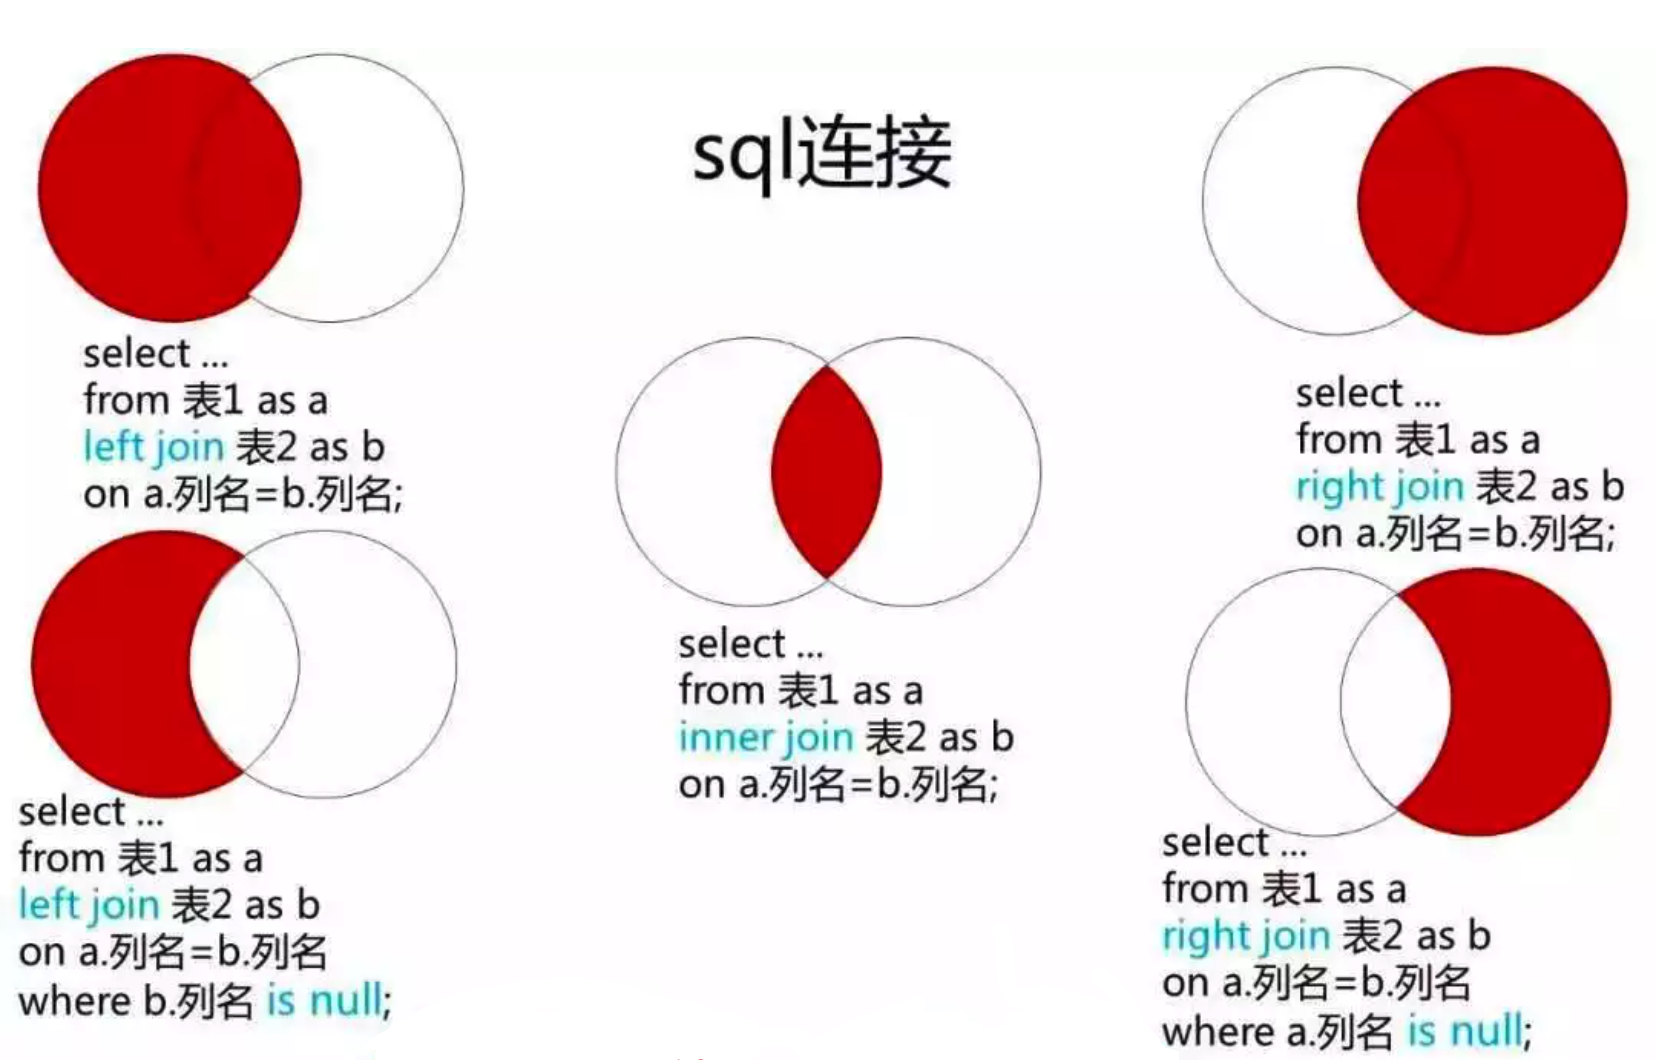 sql连接
select ...
from 表1 as a
left join 表2 as b
on a.列名=b.列名;
select ...
from 表1 as a
right join 表2 as b
on a.列名=b.列名;
select ...
from 表1 as a
inner join 表2 as b
on a.列名=b.列名;
select ...
from 表1 as a
left join 表2 as b
on a.列名=b.列名
where b.列名 is null;
select ...
from 表1 as a
right join 表2 as b
on a.列名=b.列名
where a.列名 is null;